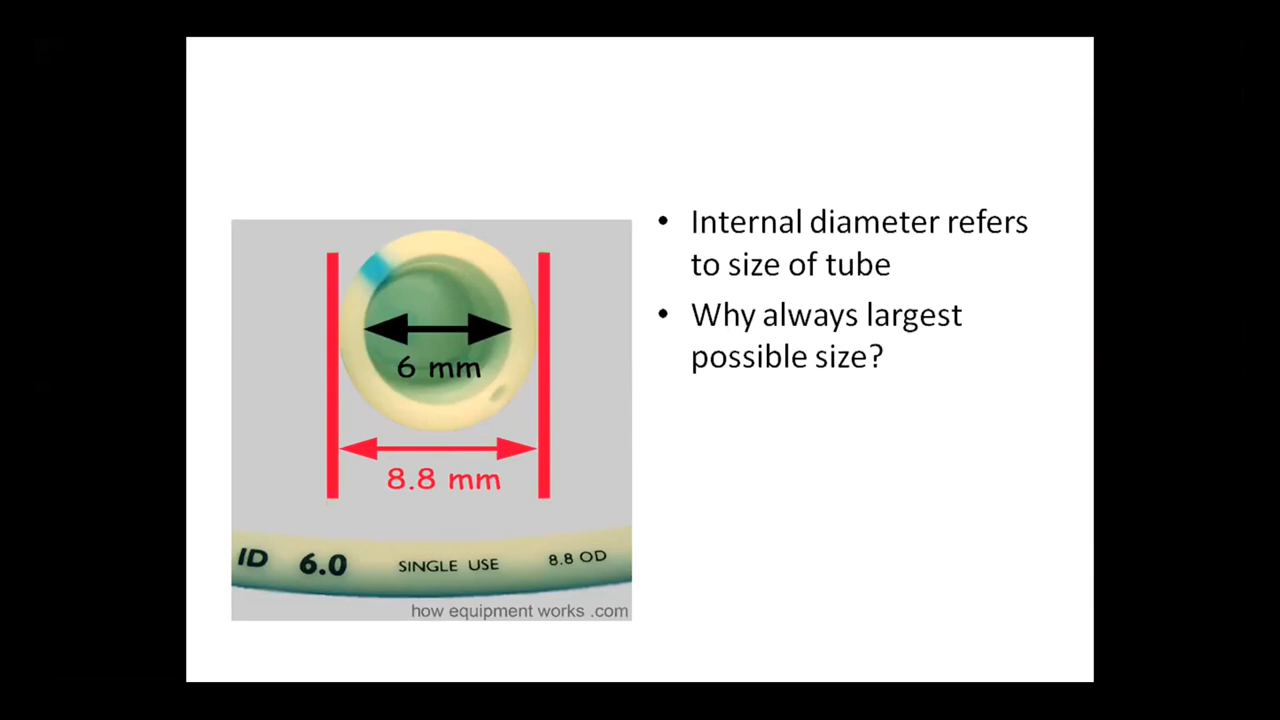 • Internal diameter refers
to size of tube
• Why always largest
possible size?
6 mm
8.8 mm
ID 6.0 SINGLE USE 8.8 OD
how equipment works .com